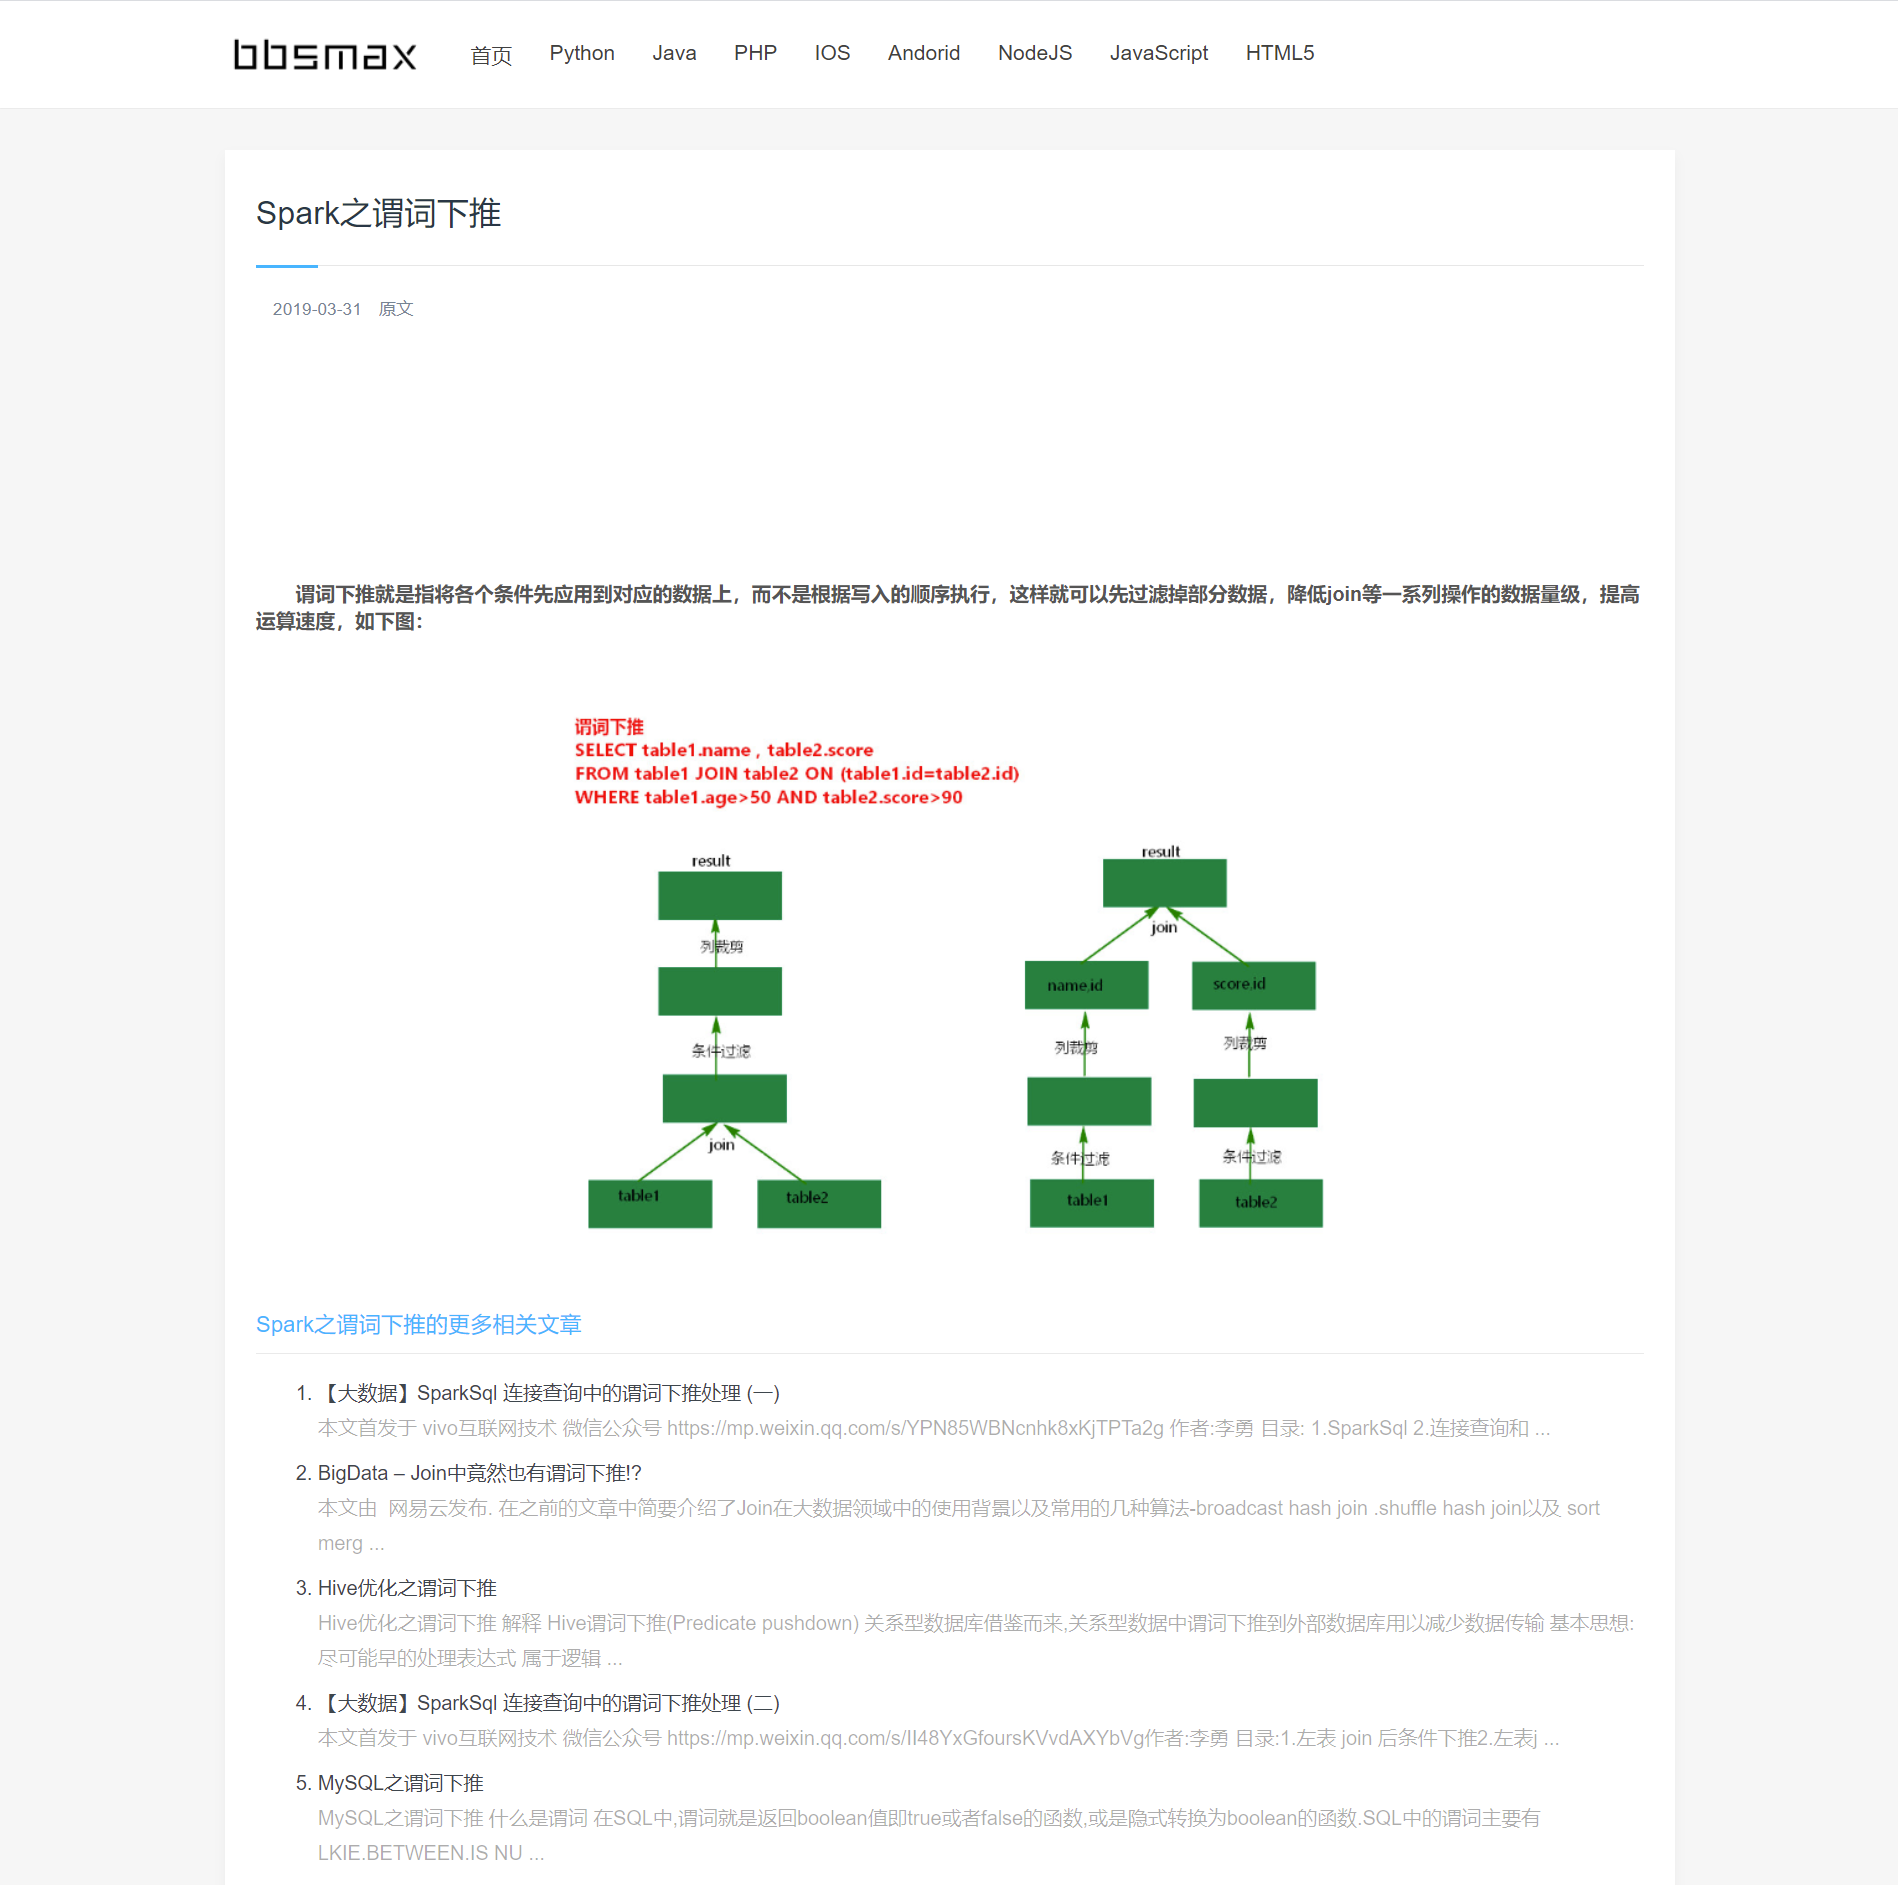 bbsmax 首页 Python Java PHP IOS Andorid NodeJS JavaScript HTML5
Spark之谓词下推
2019-03-31 原文
谓词下推就是指将各个条件先应用到对应的数据上，而不是根据写入的顺序执行，这样就可以先过滤掉部分数据，降低join等一系列操作的数据量级，提高
运算速度，如下图：
谓词下推
SELECT table1.name , table2.score
FROM table1 JOIN table2 ON (table1.id=table2.id)
WHERE table1.age>50 AND table2.score>90
result
列裁剪
条件过滤
join
table1 table2
result
join
name,id score,id
列裁剪 列裁剪
条件过滤 条件过滤
table1 table2
Spark之谓词下推的更多相关文章
1. 【大数据】SparkSql 连接查询中的谓词下推处理 (一)
本文首发于 vivo互联网技术 微信公众号 https://mp.weixin.qq.com/s/YPN85WBNcnhk8xKjTPTa2g 作者:李勇 目录: 1.SparkSql 2.连接查询和 ...
2. BigData – Join中竟然也有谓词下推!?
本文由 网易云发布. 在之前的文章中简要介绍了Join在大数据领域中的使用背景以及常用的几种算法-broadcast hash join .shuffle hash join以及 sort
merg ...
3. Hive优化之谓词下推
Hive优化之谓词下推 解释 Hive谓词下推(Predicate pushdown) 关系型数据库借鉴而来,关系型数据中谓词下推到外部数据库用以减少数据传输 基本思想:
尽可能早的处理表达式 属于逻辑 ...
4. 【大数据】SparkSql 连接查询中的谓词下推处理 (二)
本文首发于 vivo互联网技术 微信公众号 https://mp.weixin.qq.com/s/II48YxGfoursKVvdAXYbVg作者:李勇 目录:1.左表 join 后条件下推2.左表j ...
5. MySQL之谓词下推
MySQL之谓词下推 什么是谓词 在SQL中,谓词就是返回boolean值即true或者false的函数,或是隐式转换为boolean的函数.SQL中的谓词主要有
LKIE.BETWEEN.IS NU ...